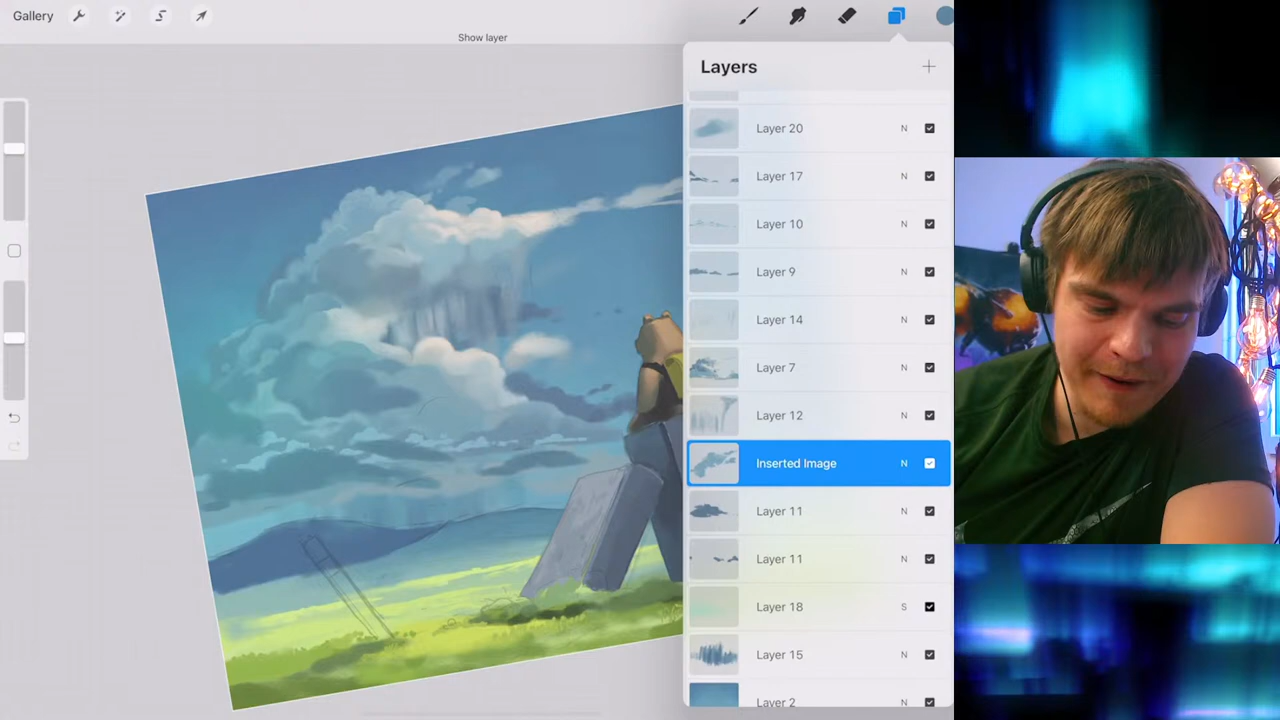 Gallery
Show layer
Layers
Layer 20 N
Layer 17 N
Layer 10 N
Layer 9 N
Layer 14 N
Layer 7 N
Layer 12 N
Inserted Image N
Layer 11 N
Layer 11 N
Layer 18 S
Layer 15 N
Layer 2 N